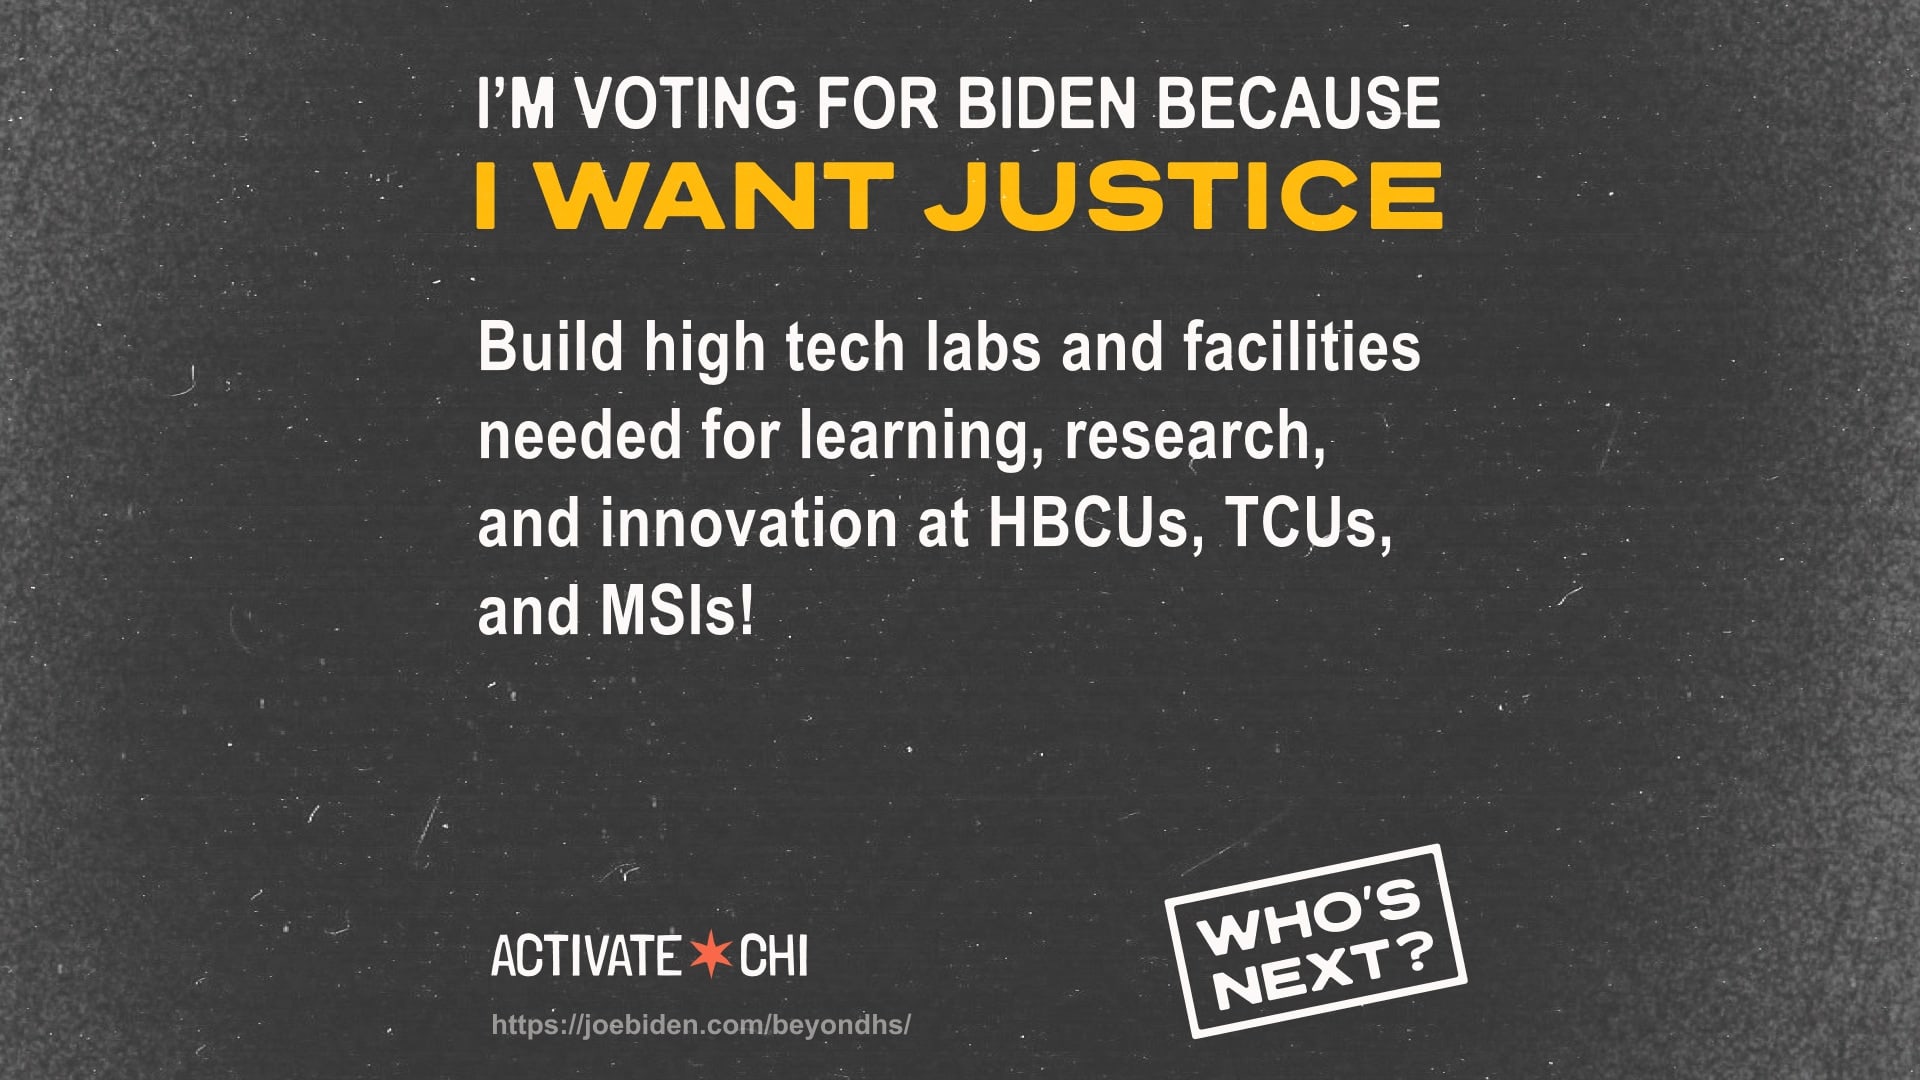 I’M VOTING FOR BIDEN BECAUSE
I WANT JUSTICE
Build high tech labs and facilities
needed for learning, research,
and innovation at HBCUs, TCUs,
and MSIs!
ACTIVATE CHI
https://joebiden.com/beyondhs/
WHO'S
NEXT?